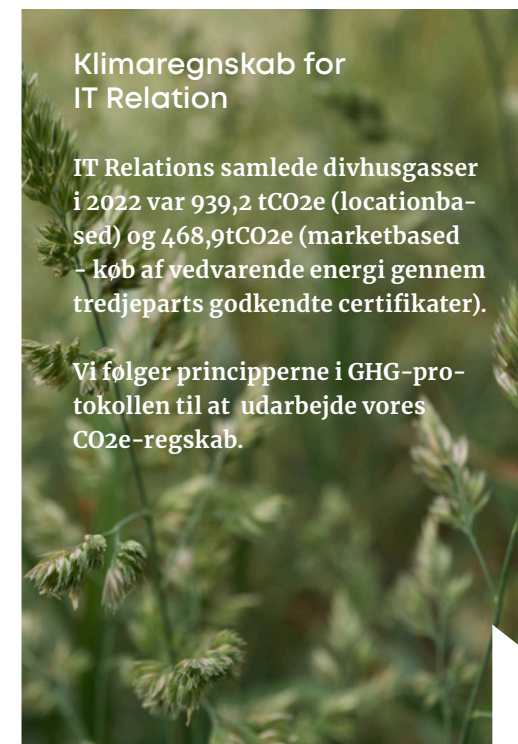 Klimaregnskab for
IT Relation
IT Relations samlede divhusgasser
i 2022 var 939,2 tCO2e (locationba-
sed) og 468,9tCO2e (marketbased
- køb af vedvarende energi gennem
tredjeparts godkendte certifikater).
Vi følger principperne i GHG-pro-
tokollen til at  udarbejde vores
CO2e-regskab.